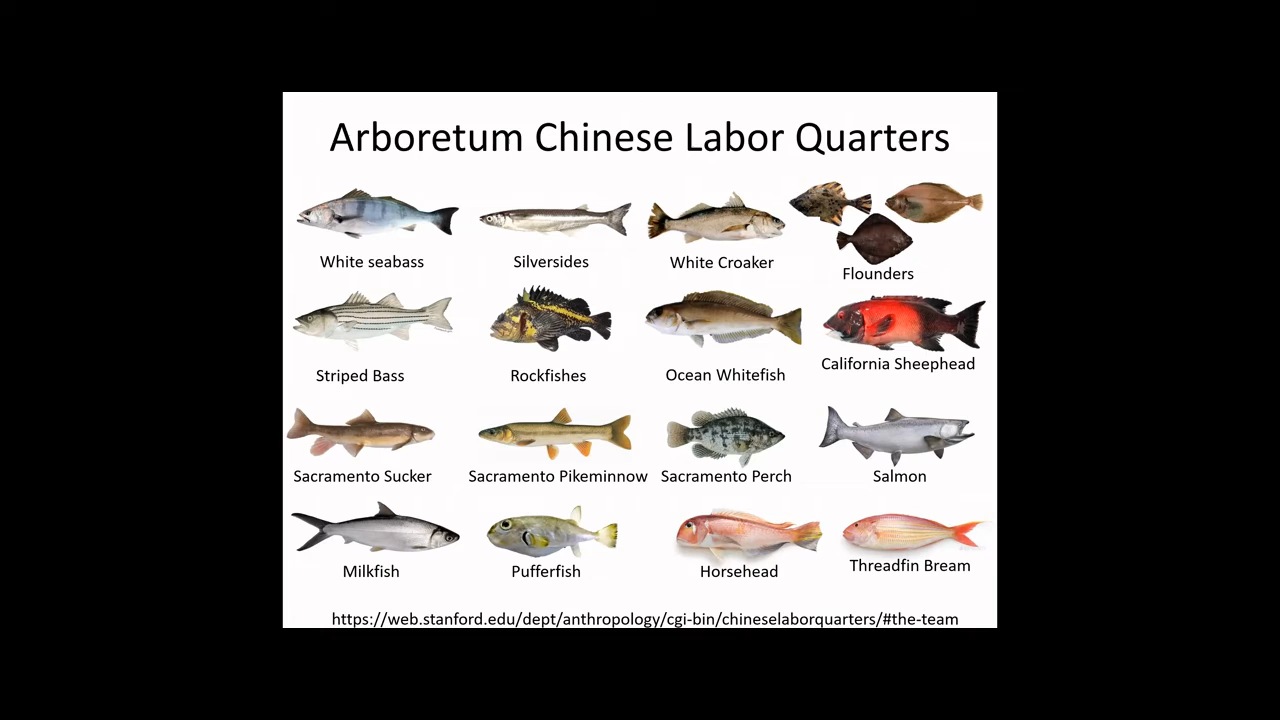 Arboretum Chinese Labor Quarters
White seabass
Silversides
White Croaker
Flounders
Striped Bass
Rockfishes
Ocean Whitefish
California Sheephead
Sacramento Sucker
Sacramento Pikeminnow
Sacramento Perch
Salmon
Milkfish
Pufferfish
Horsehead
Threadfin Bream
https://web.stanford.edu/dept/anthropology/cgi-bin/chineselaborquarters/#the-team